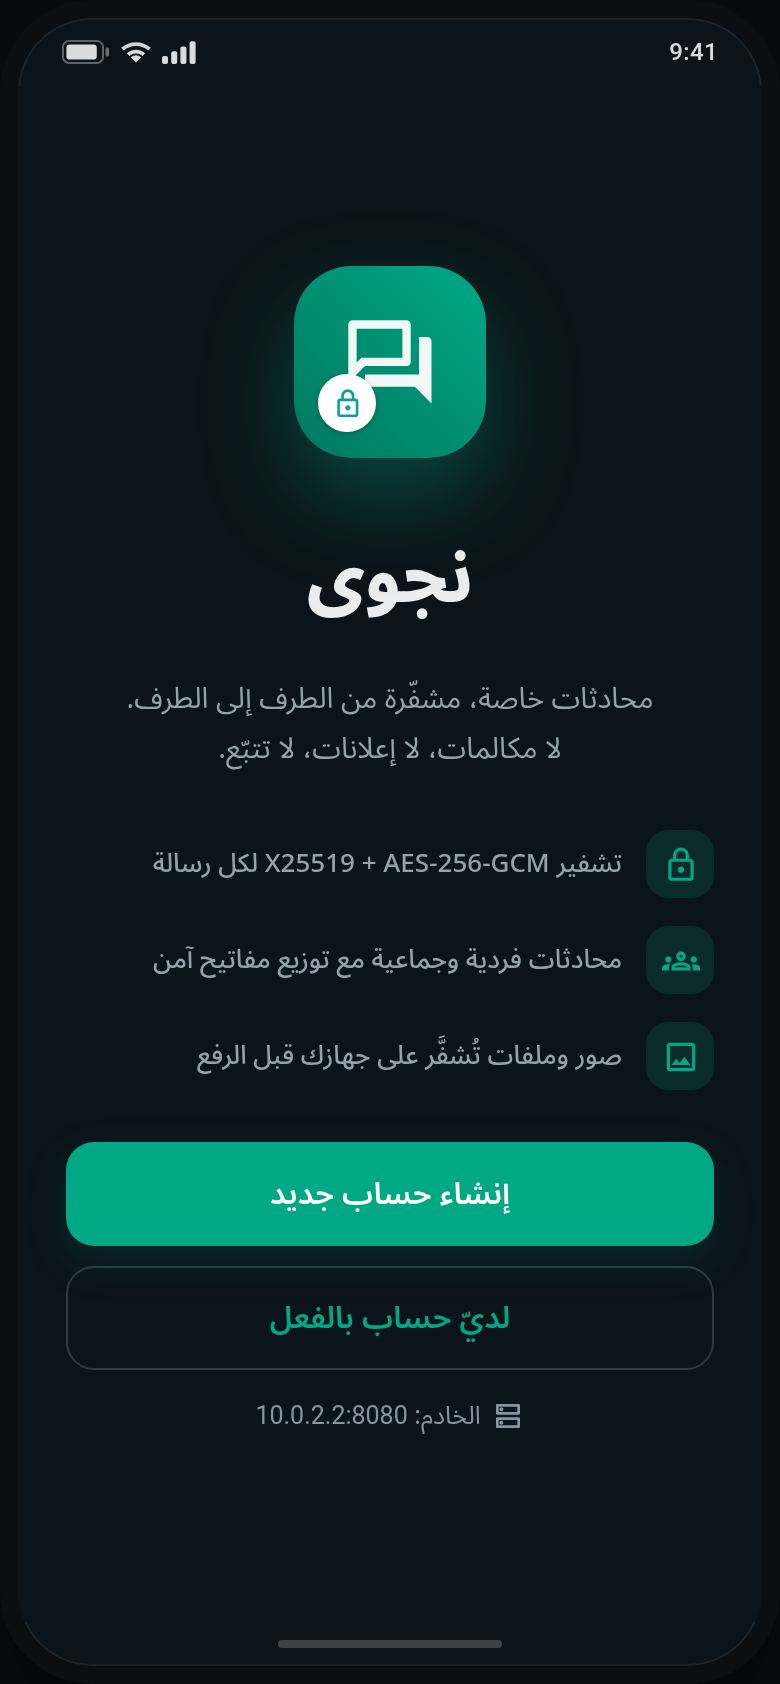 9:41
نجوى
محادثات خاصة، مشفّرة من الطرف إلى الطرف.
لا مكالمات، لا إعلانات، لا تتبّع.
تشفير X25519 + AES-256-GCM لكل رسالة
محادثات فردية وجماعية مع توزيع مفاتيح آمن
صور وملفات تُشفَّر على جهازك قبل الرفع
إنشاء حساب جديد
لديّ حساب بالفعل
الخادم: 10.0.2.2:8080